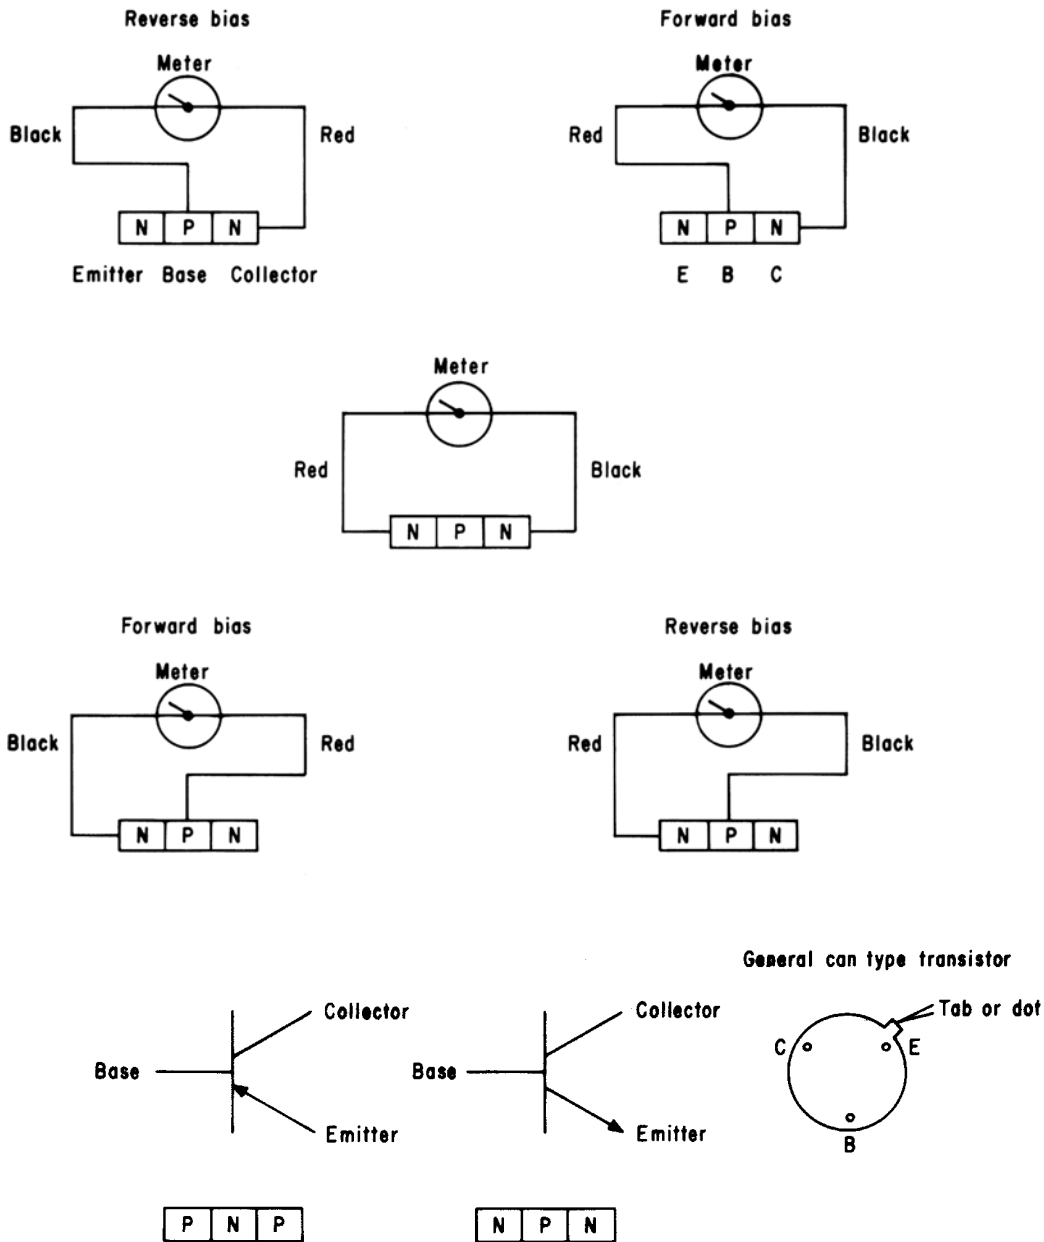 Reverse bias
Forward bias
Meter
Meter
Black
Red
Red
Black
N P N
N P N
Emitter Base Collector
E B C
Meter
Red
Black
N P N
Forward bias
Reverse bias
Meter
Meter
Black
Red
Red
Black
N P N
N P N
General can type transistor
Collector
Collector
Tab or dot
C
E
Base
Base
Emitter
Emitter
B
P N P
N P N